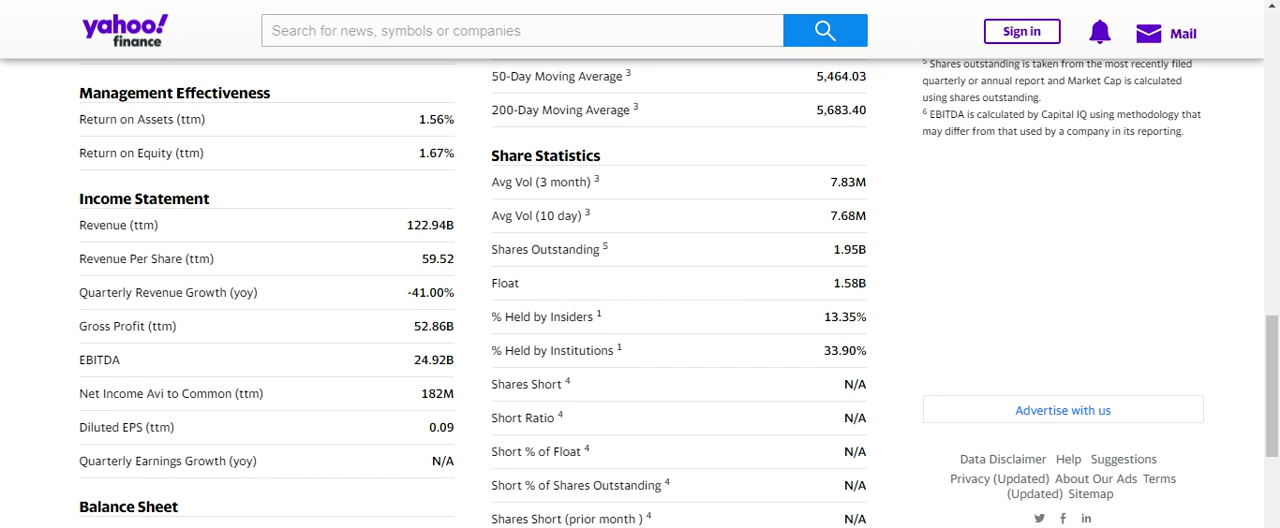 yahoo!
finance
Search for news, symbols or companies
Sign in
Mail
Management Effectiveness
Return on Assets (ttm) 1.56%
Return on Equity (ttm) 1.67%
Income Statement
Revenue (ttm) 122.94B
Revenue Per Share (ttm) 59.52
Quarterly Revenue Growth (yoy) -41.00%
Gross Profit (ttm) 52.86B
EBITDA 24.92B
Net Income Avi to Common (ttm) 182M
Diluted EPS (ttm) 0.09
Quarterly Earnings Growth (yoy) N/A
Balance Sheet
50-Day Moving Average 3 5,464.03
200-Day Moving Average 3 5,683.40
Share Statistics
Avg Vol (3 month) 3 7.83M
Avg Vol (10 day) 3 7.68M
Shares Outstanding 5 1.95B
Float 1.58B
% Held by Insiders 1 13.35%
% Held by Institutions 1 33.90%
Shares Short 4 N/A
Short Ratio 4 N/A
Short % of Float 4 N/A
Short % of Shares Outstanding 4 N/A
Shares Short (prior month ) 4 N/A
5 Shares outstanding is taken from the most recently filed
quarterly or annual report and Market Cap is calculated
using shares outstanding.
6 EBITDA is calculated by Capital IQ using methodology that
may differ from that used by a company in its reporting.
Advertise with us
Data Disclaimer Help Suggestions
Privacy (Updated) About Our Ads Terms
(Updated) Sitemap